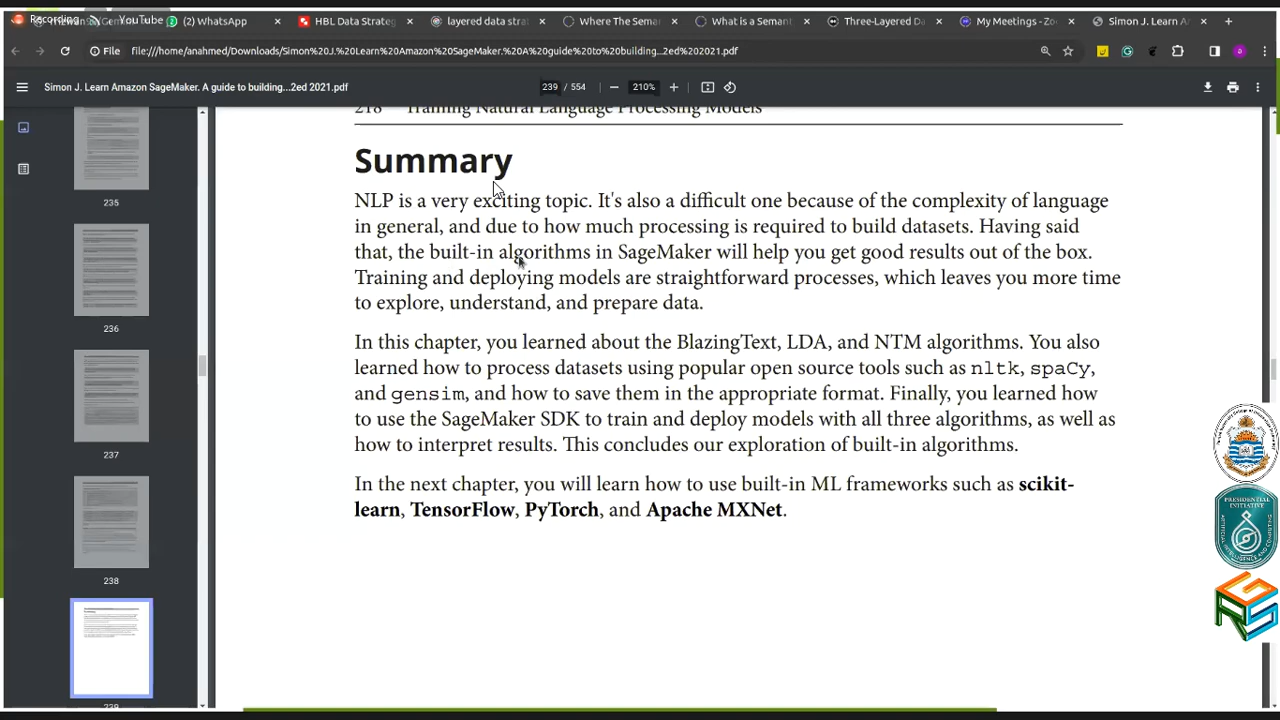 Recording
YouTube
(2) WhatsApp
HBL Data Strateg
layered data strat
Where The Sema
What is a Semant
Three-Layered Da
My Meetings - Zoo
Simon J. Learn A
File
file:///home/anahmed/Downloads/Simon%20J.%20Learn%20Amazon%20SageMaker.%20A%20guide%20to%20building...2ed%202021.pdf
Simon J. Learn Amazon SageMaker. A guide to building...2ed 2021.pdf
239 / 554
210%
218 Training Natural Language Processing Models
Summary
NLP is a very exciting topic. It's also a difficult one because of the complexity of language
in general, and due to how much processing is required to build datasets. Having said
that, the built-in algorithms in SageMaker will help you get good results out of the box.
Training and deploying models are straightforward processes, which leaves you more time
to explore, understand, and prepare data.
In this chapter, you learned about the BlazingText, LDA, and NTM algorithms. You also
learned how to process datasets using popular open source tools such as nltk, spaCy,
and gensim, and how to save them in the appropriate format. Finally, you learned how
to use the SageMaker SDK to train and deploy models with all three algorithms, as well as
how to interpret results. This concludes our exploration of built-in algorithms.
In the next chapter, you will learn how to use built-in ML frameworks such as scikit-
learn, TensorFlow, PyTorch, and Apache MXNet.
235
236
237
238
239
PRESIDENTIAL
INITIATIVE